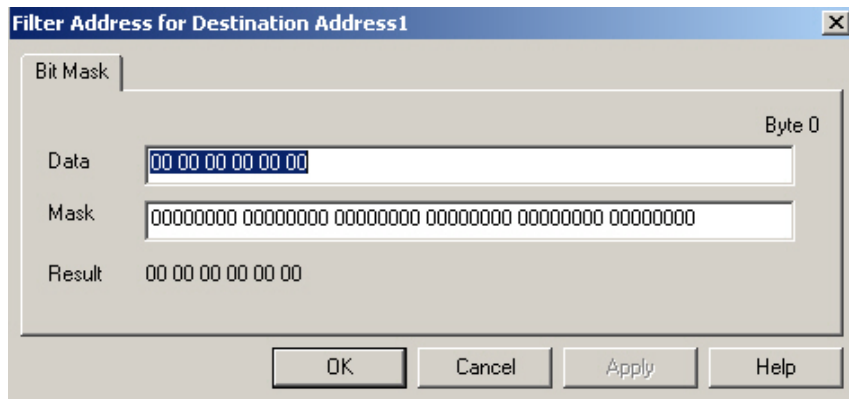 Filter Address for Destination Address1
Bit Mask
Byte 0
Data 00 00 00 00 00 00
Mask 00000000 00000000 00000000 00000000 00000000 00000000
Result 00 00 00 00 00 00
OK Cancel Apply Help